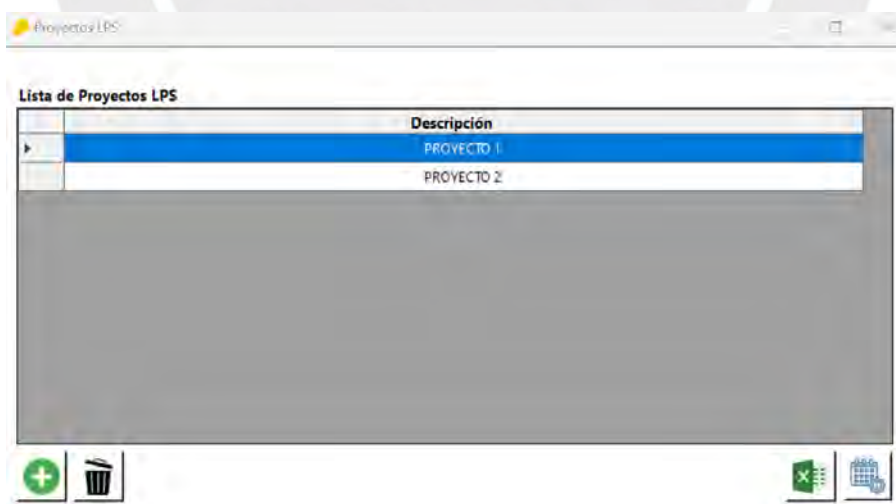 Proyectos LPS
Lista de Proyectos LPS
Descripción
PROYECTO 1
PROYECTO 2